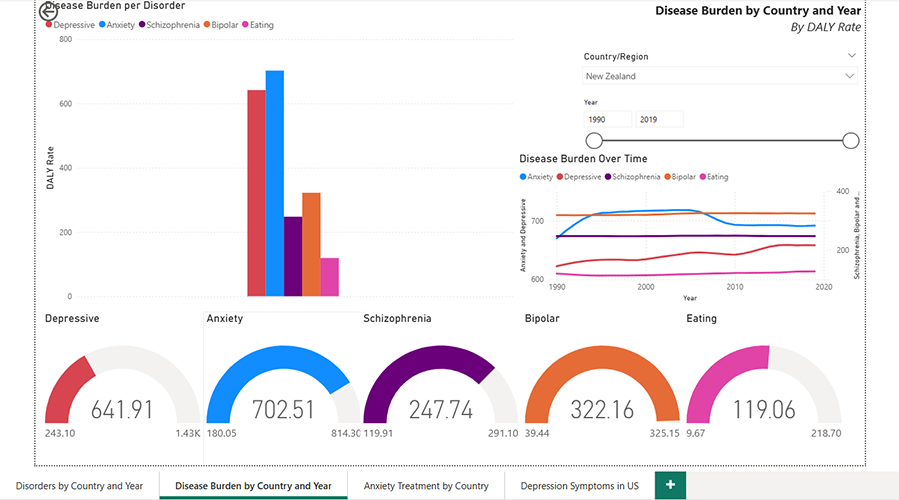 Disease Burden per Disorder
Depressive Anxiety Schizophrenia Bipolar Eating
800
600
400
200
0
DALY Rate
Disease Burden by Country and Year
By DALY Rate
Country/Region
New Zealand
Year
1990 2019
Disease Burden Over Time
Anxiety Depressive Schizophrenia Bipolar Eating
Anxiety and Depressive
700
600
400
200
Schizophrenia, Bipolar and ...
1990 2000 2010 2020
Year
Depressive
641.91
243.10 1.43K
Anxiety
702.51
180.05 814.30
Schizophrenia
247.74
119.91 291.10
Bipolar
322.16
39.44 325.15
Eating
119.06
9.67 218.70
Disorders by Country and Year Disease Burden by Country and Year Anxiety Treatment by Country Depression Symptoms in US +